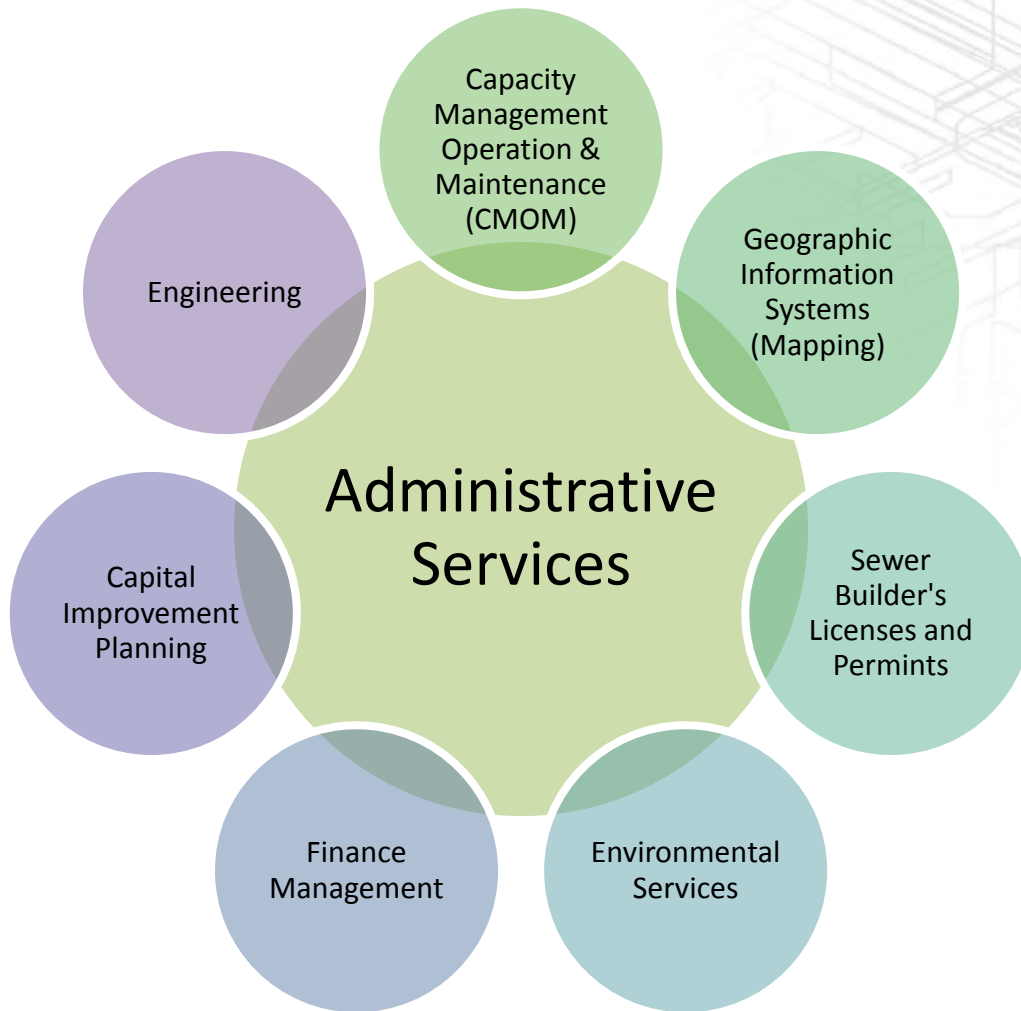 Capacity
Management
Operation &
Maintenance
(CMOM)
Geographic
Information
Systems
(Mapping)
Engineering
Administrative
Services
Sewer
Builder's
Licenses and
Permints
Capital
Improvement
Planning
Environmental
Services
Finance
Management